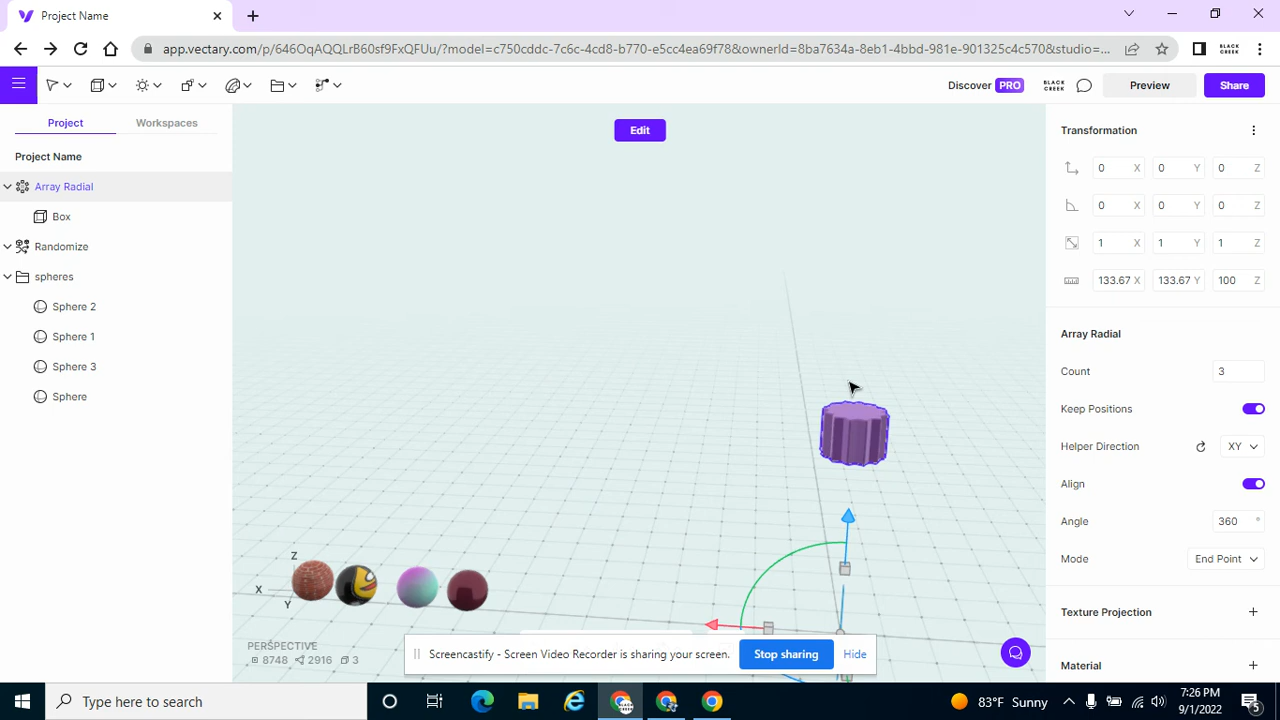 Project Name
app.vectary.com/p/646OqAQQLrB60sf9FxQFUu/?model=c750cddc-7c6c-4cd8-b770-e5cc4ea69f78&ownerId=8ba7634a-8eb1-4bbd-981e-901325c4c570&studio=...
BLACK CREEK
Discover PRO
BLACK CREEK
Preview
Share
Project
Workspaces
Project Name
Array Radial
Box
Randomize
spheres
Sphere 2
Sphere 1
Sphere 3
Sphere
Edit
Z
X
Y
PERSPECTIVE
8748 2916 3
Transformation
0 X 0 Y 0 Z
0 X 0 Y 0 Z
1 X 1 Y 1 Z
133.67 X 133.67 Y 100 Z
Array Radial
Count 3
Keep Positions
Helper Direction XY
Align
Angle 360 °
Mode End Point
Texture Projection
Material
Screencastify - Screen Video Recorder is sharing your screen.
Stop sharing
Hide
Type here to search
83°F Sunny
7:26 PM
9/1/2022
5